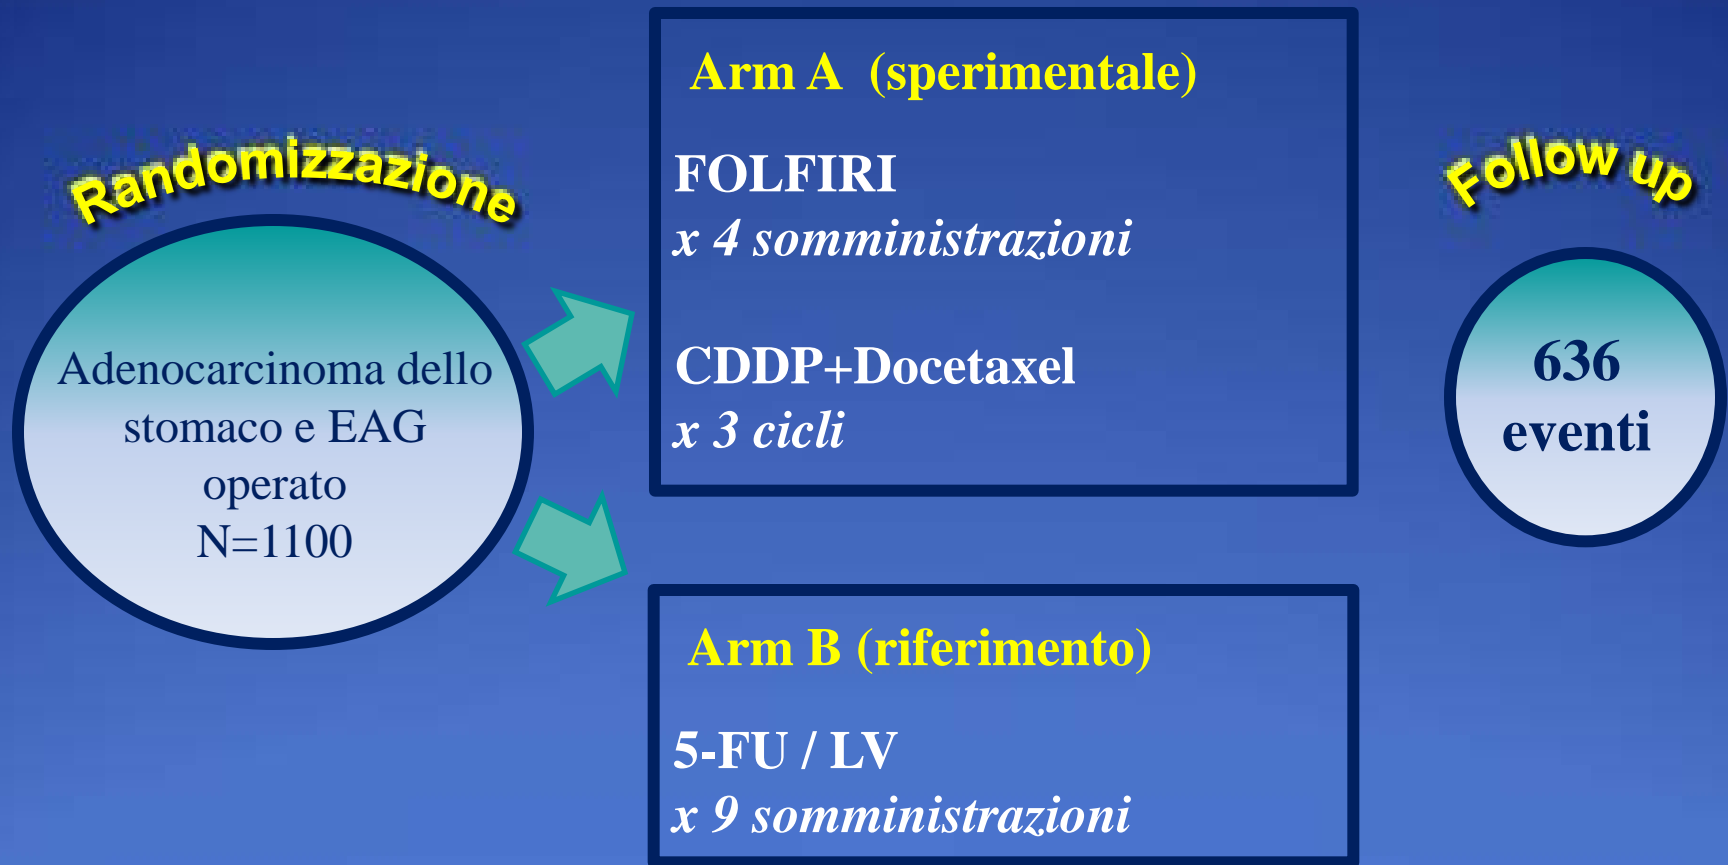 Randomizzazione
Adenocarcinoma dello
stomaco e EAG
operato
N=1100
Arm A (sperimentale)
FOLFIRI
x 4 somministrazioni
CDDP+Docetaxel
x 3 cicli
Arm B (riferimento)
5-FU / LV
x 9 somministrazioni
Follow up
636
eventi